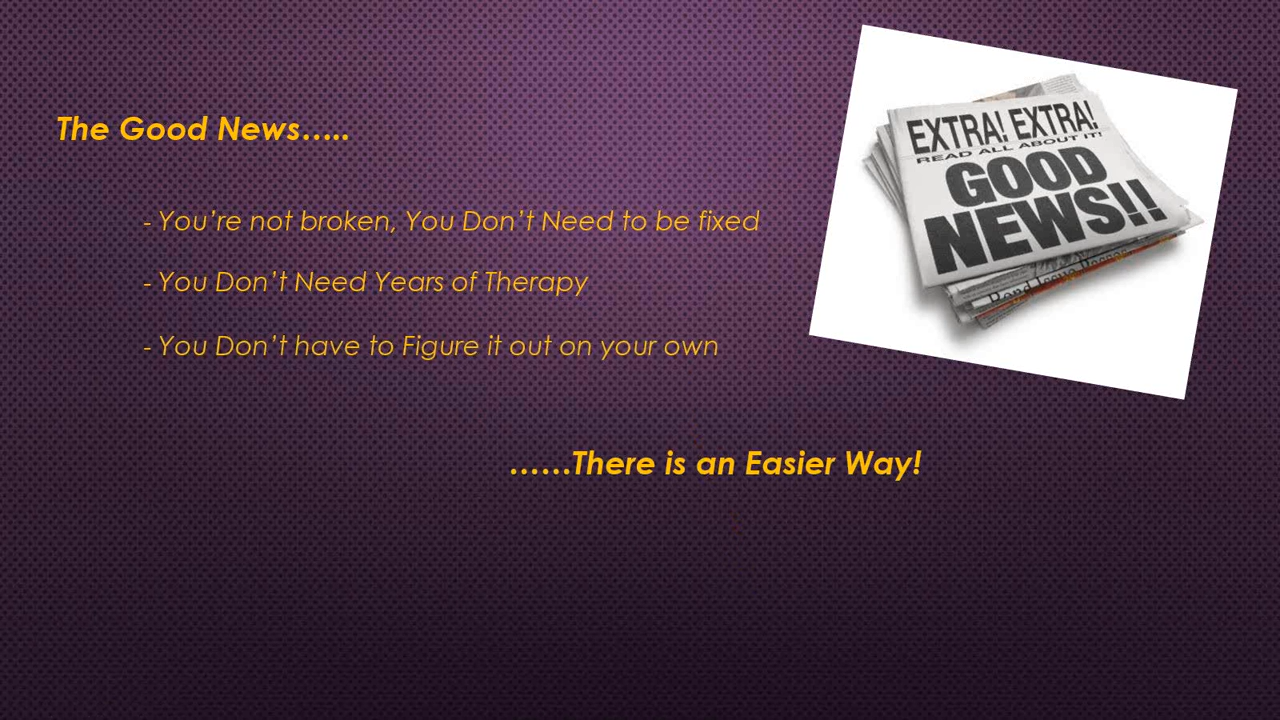 The Good News.....
- You’re not broken, You Don’t Need to be fixed
- You Don’t Need Years of Therapy
- You Don’t have to Figure it out on your own
......There is an Easier Way!
EXTRA! EXTRA!
READ ALL ABOUT IT!
GOOD
NEWS!!